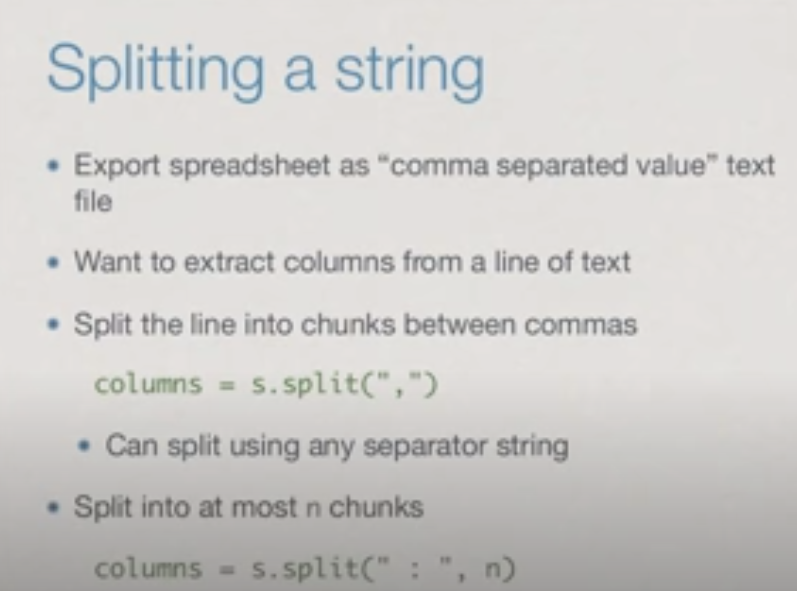 Splitting a string
• Export spreadsheet as “comma separated value” text
file
• Want to extract columns from a line of text
• Split the line into chunks between commas
columns = s.split(",")
• Can split using any separator string
• Split into at most n chunks
columns = s.split(" : ", n)